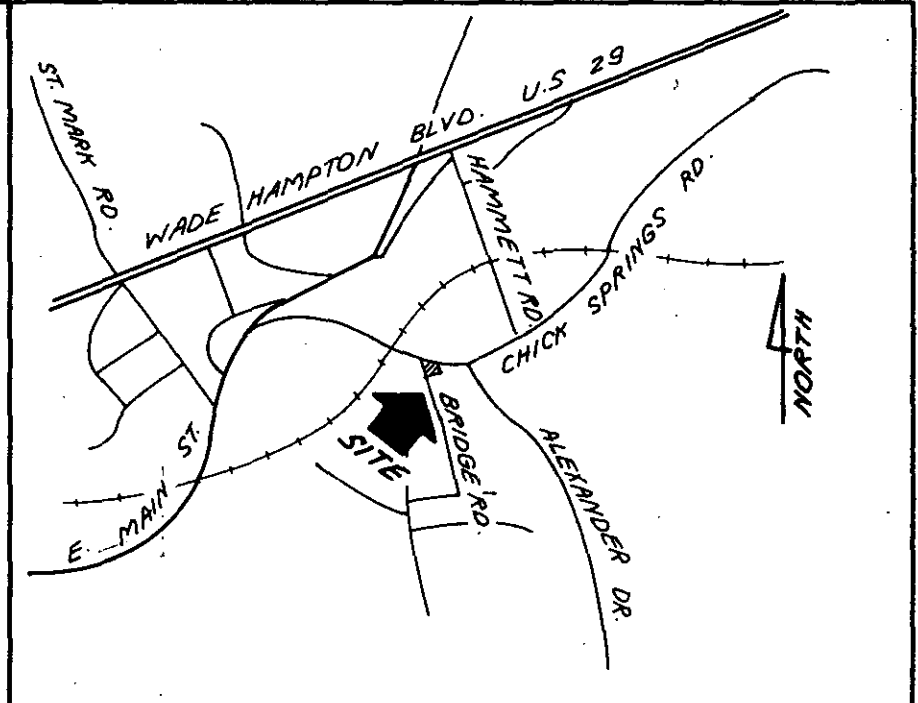 ST. MARK RD.
WADE HAMPTON BLVD. U.S 29
HAMMETT RD.
CHICK SPRINGS RD.
NORTH
SITE
BRIDGE RD.
ALEXANDER DR.
E. MAIN ST.